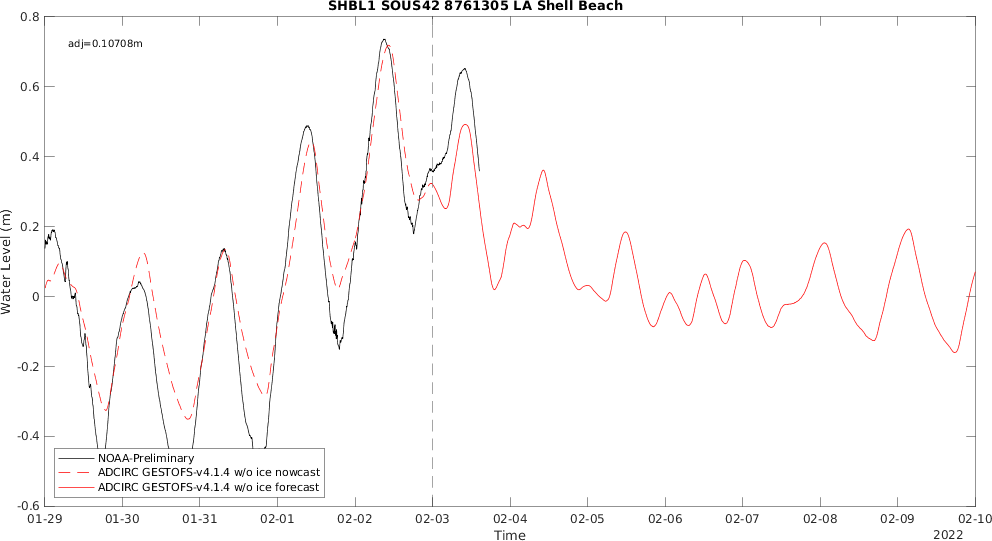 SHBL1 SOUS42 8761305 LA Shell Beach
adj=0.10708m
0.8
0.6
0.4
0.2
0
-0.2
-0.4
-0.6
Water Level (m)
NOAA-Preliminary
ADCIRC GESTOFS-v4.1.4 w/o ice nowcast
ADCIRC GESTOFS-v4.1.4 w/o ice forecast
01-29 01-30 01-31 02-01 02-02 02-03 02-04 02-05 02-06 02-07 02-08 02-09 02-10
Time
2022